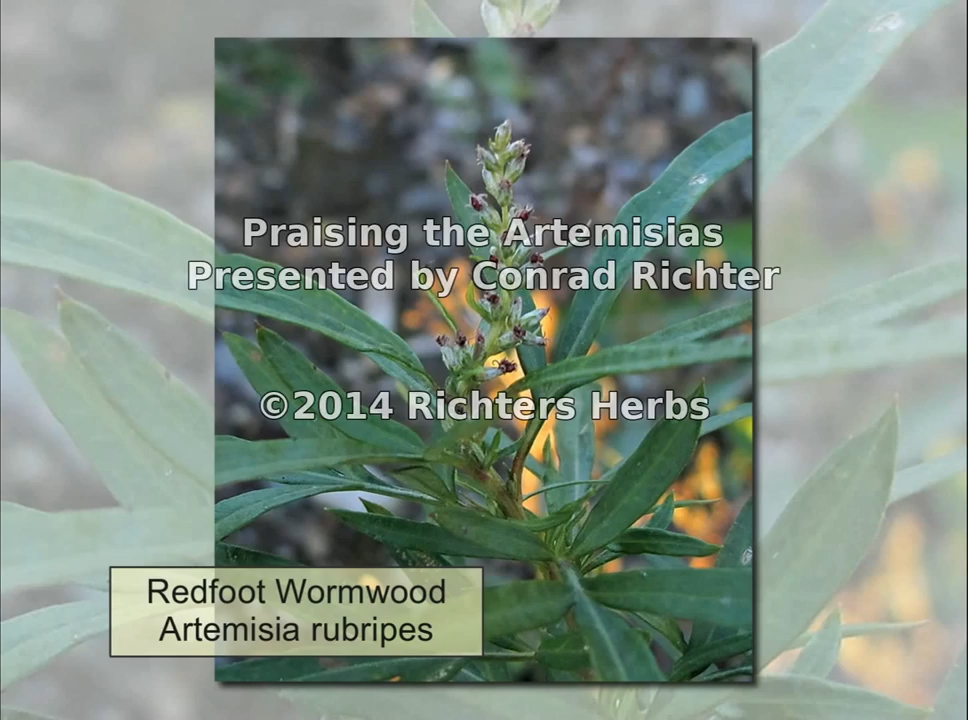 Praising the Artemisias
Presented by Conrad Richter
©2014 Richters Herbs
Redfoot Wormwood
Artemisia rubripes